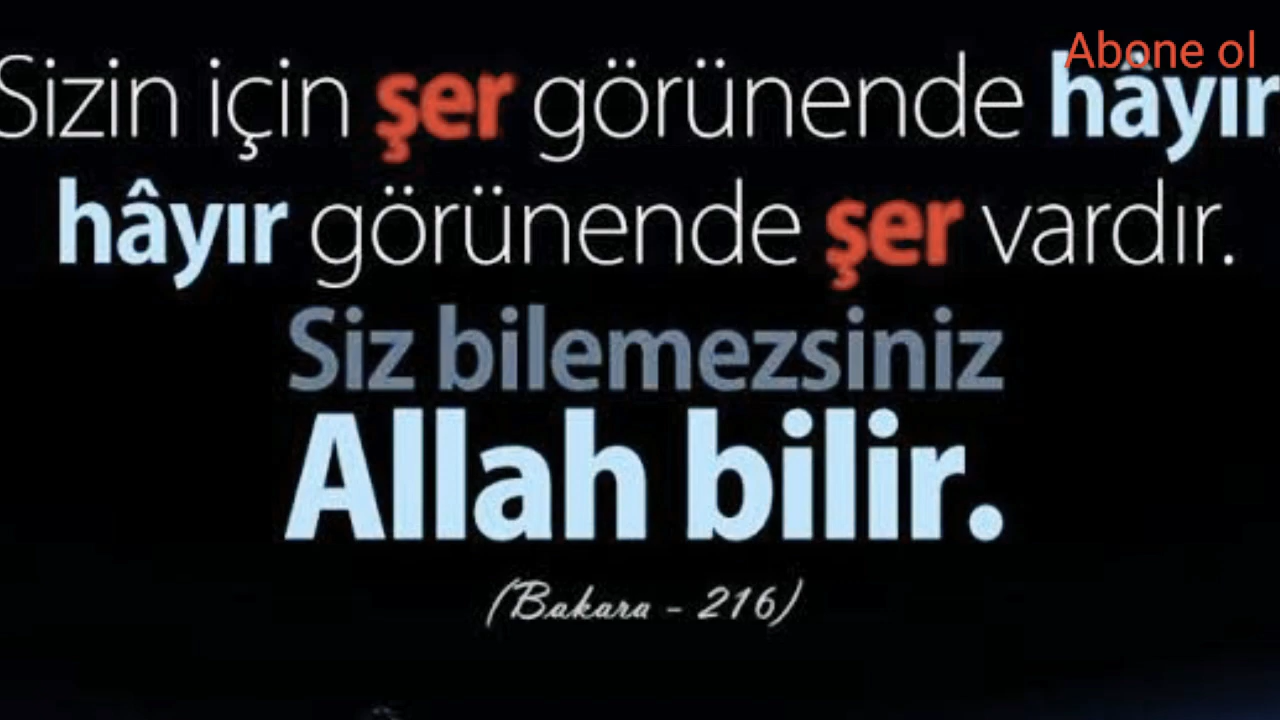 Abone ol
Sizin için şer görünende hâyır
hâyır görünende şer vardır.
Siz bilemezsiniz
Allah bilir.
(Bakara - 216)